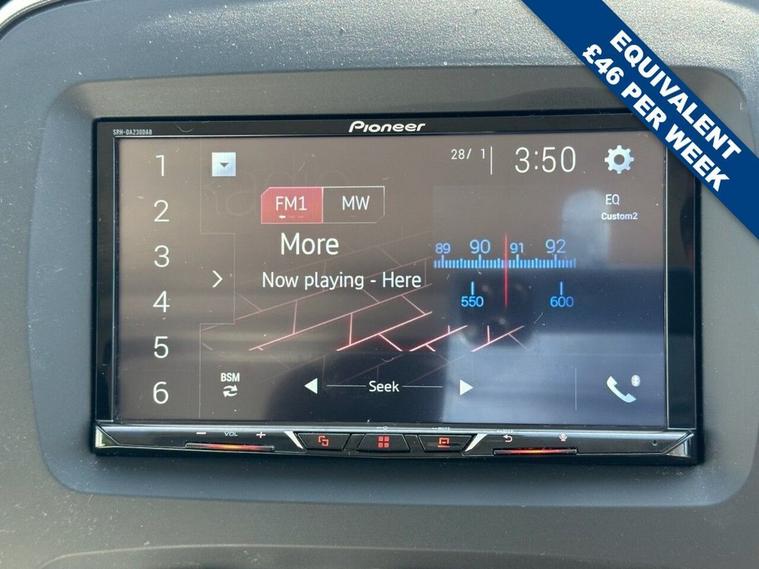 EQUIVALENT
£46 PER WEEK
Pioneer
SRH-DA230DAB
1
28/ 1
3:50
2
FM1
MW
EQ
Custom2
3
More
89 90 91 92
Now playing - Here
4
550 600
5
6
BSM
Seek
VOL